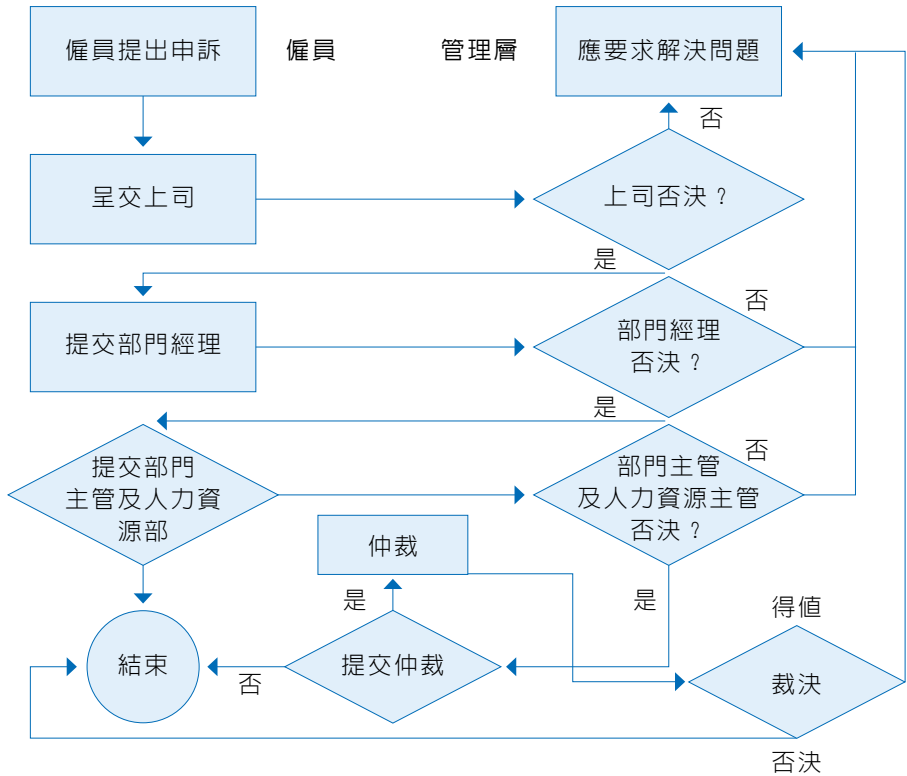 僱員提出申訴
僱員
管理層
應要求解決問題
否
呈交上司
上司否決？
是
否
提交部門經理
部門經理
否決？
是
否
提交部門
主管及人力資
源部
部門主管
及人力資源主管
否決？
仲裁
是
是
得值
結束
否
提交仲裁
裁決
否決